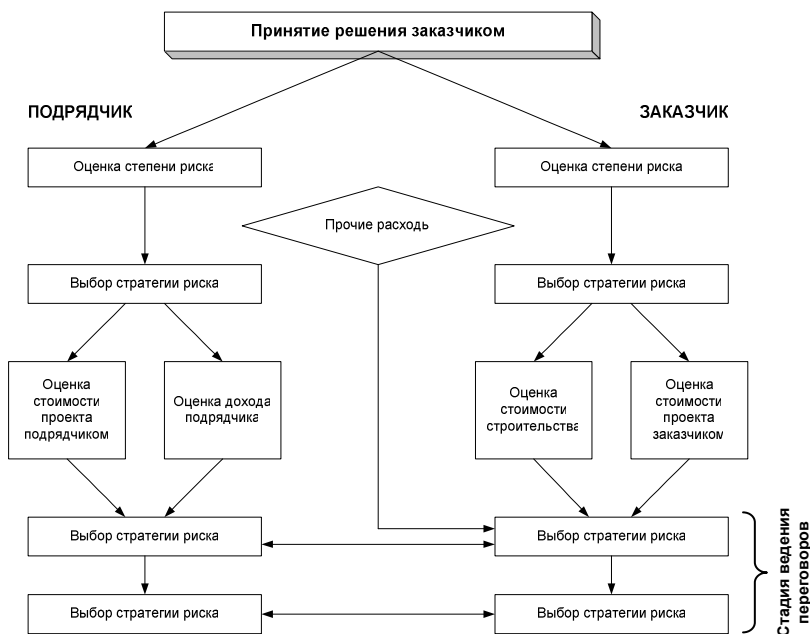 Принятие решения заказчиком
ПОДРЯДЧИК
ЗАКАЗЧИК
Оценка степени риска
Оценка степени риска
Прочие расходь
Выбор стратегии риска
Выбор стратегии риска
Оценка
стоимости
проекта
подрядчиком
Оценка дохода
подрядчика
Оценка
стоимости
строительства
Оценка
стоимости
проекта
заказчиком
Выбор стратегии риска
Выбор стратегии риска
Выбор стратегии риска
Выбор стратегии риска
Стадия ведения
переговоров